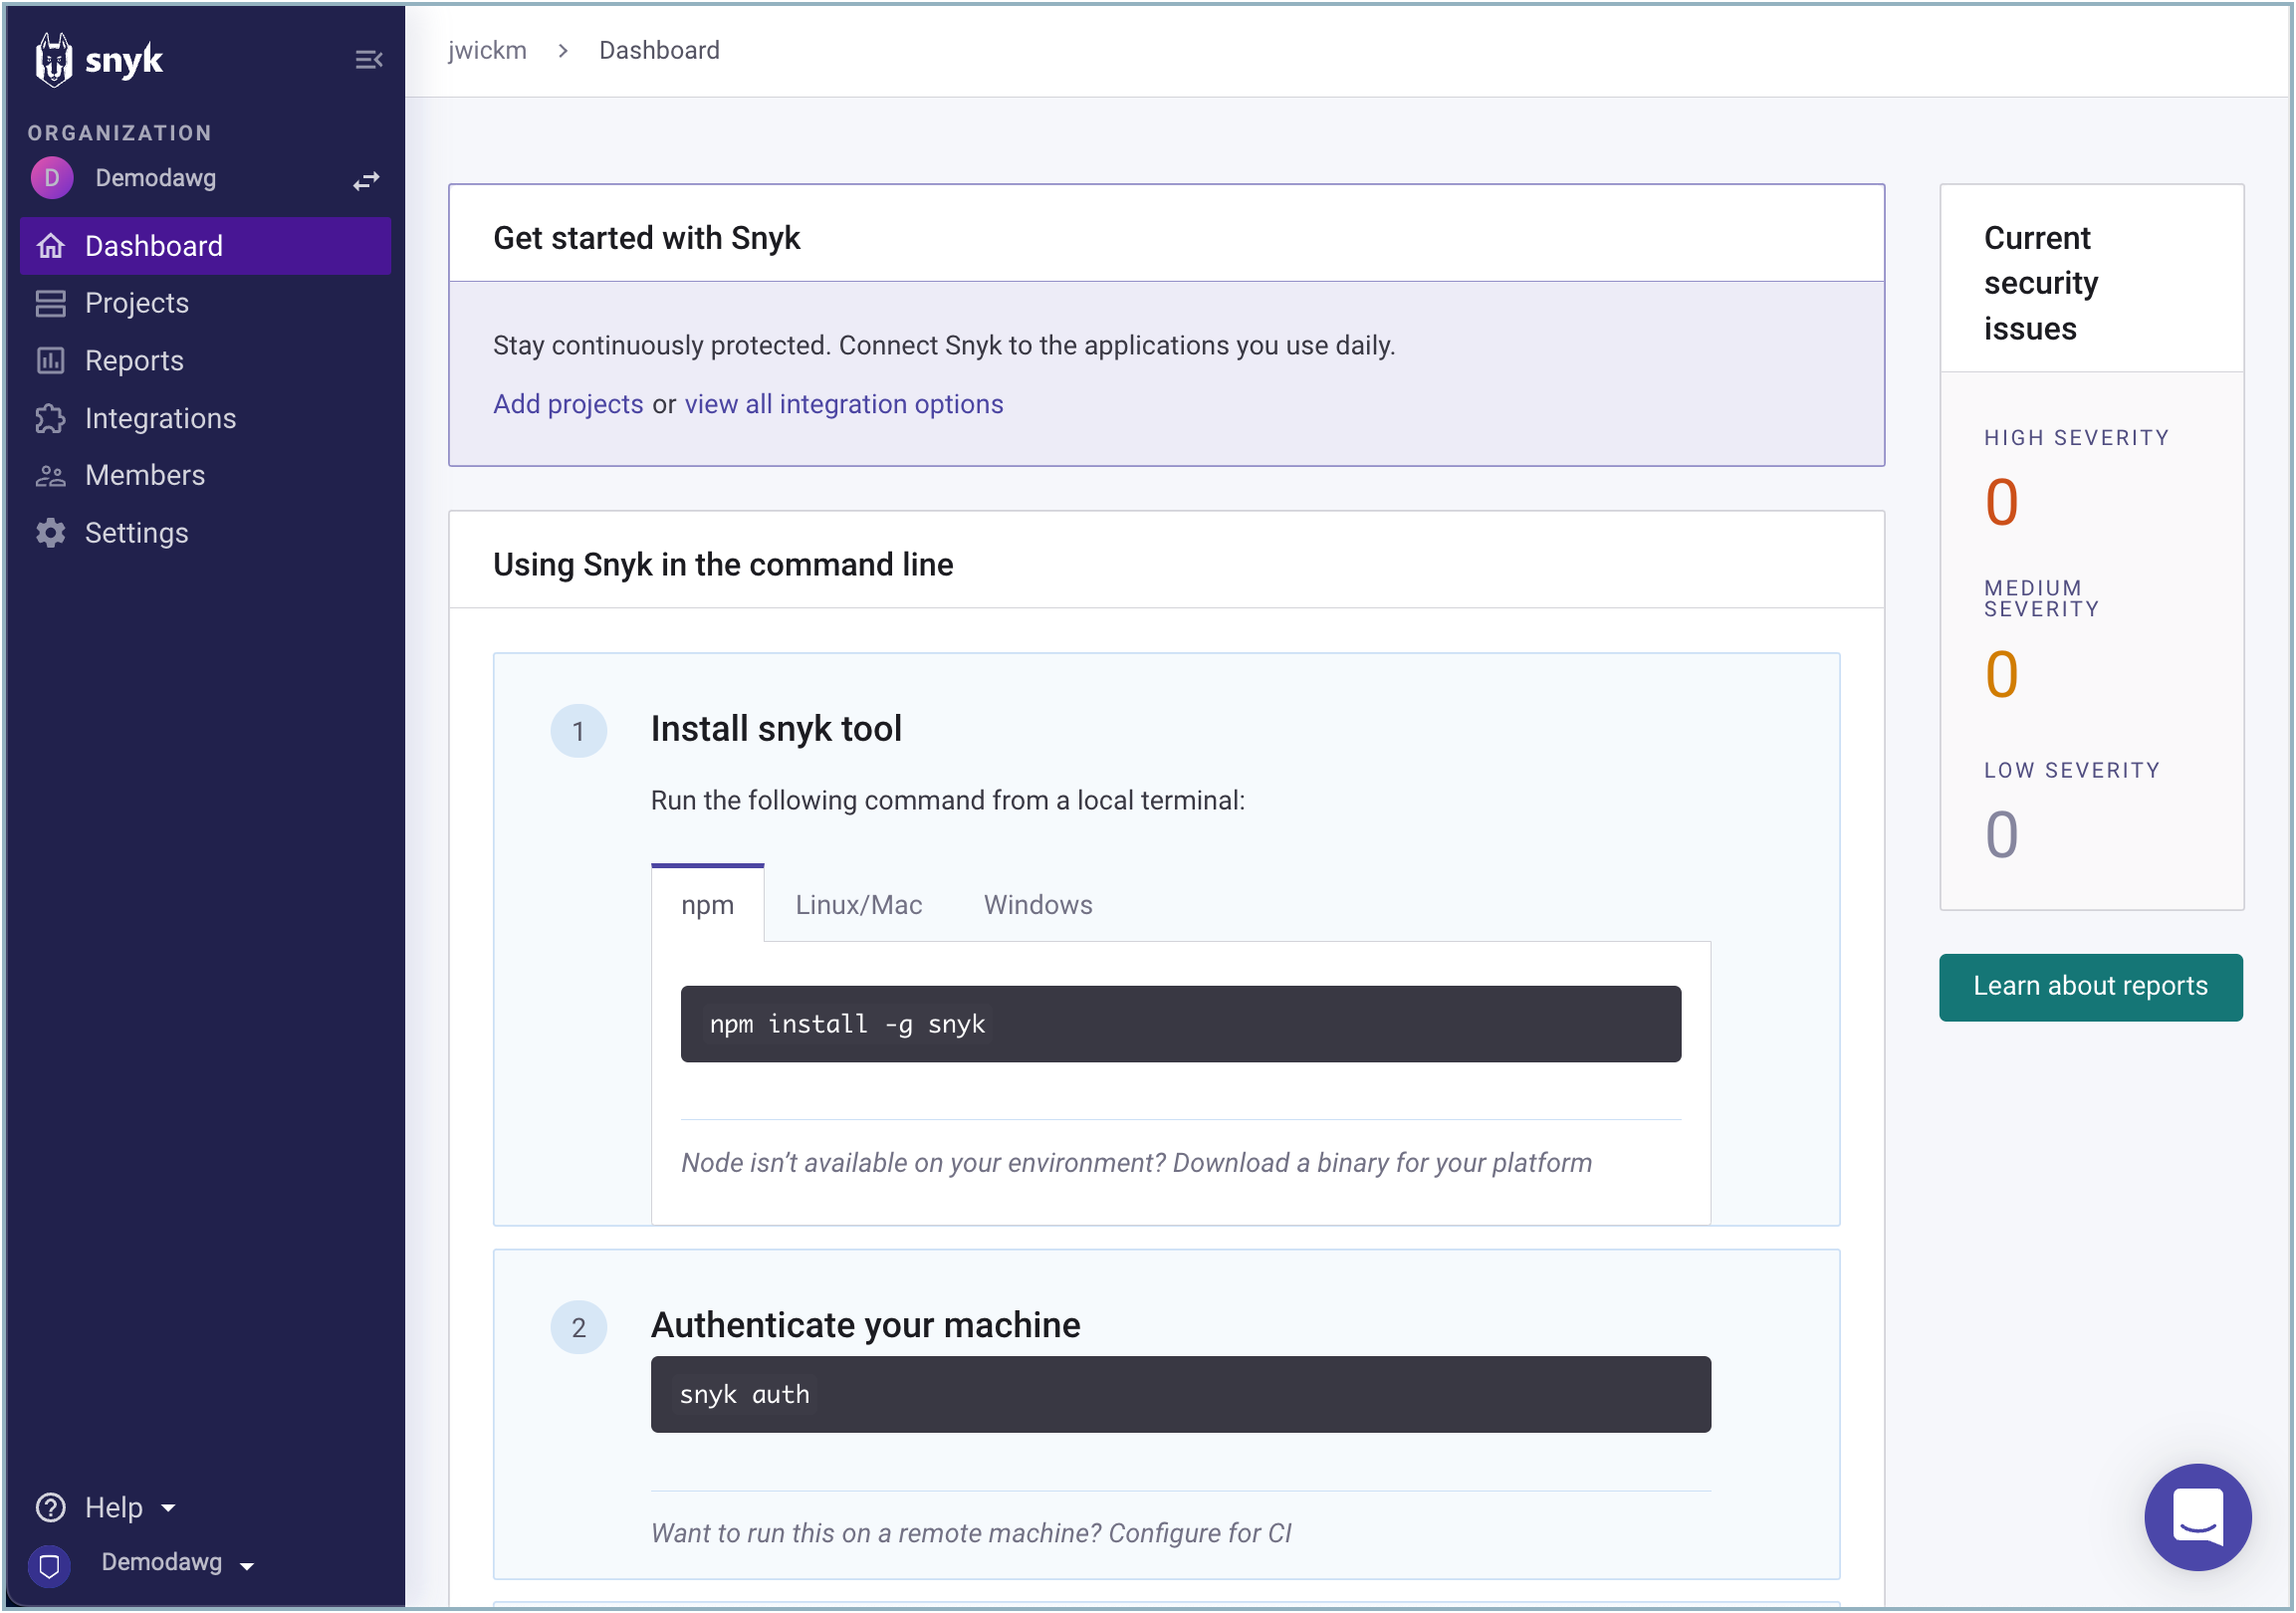 snyk
ORGANIZATION
D Demodawg
Dashboard
Projects
Reports
Integrations
Members
Settings
Help
Demodawg
jwickm > Dashboard
Get started with Snyk
Stay continuously protected. Connect Snyk to the applications you use daily.
Add projects or view all integration options
Using Snyk in the command line
1 Install snyk tool
Run the following command from a local terminal:
npm Linux/Mac Windows
npm install -g snyk
Node isn’t available on your environment? Download a binary for your platform
2 Authenticate your machine
snyk auth
Want to run this on a remote machine? Configure for CI
Current
security
issues
HIGH SEVERITY
0
MEDIUM
SEVERITY
0
LOW SEVERITY
0
Learn about reports